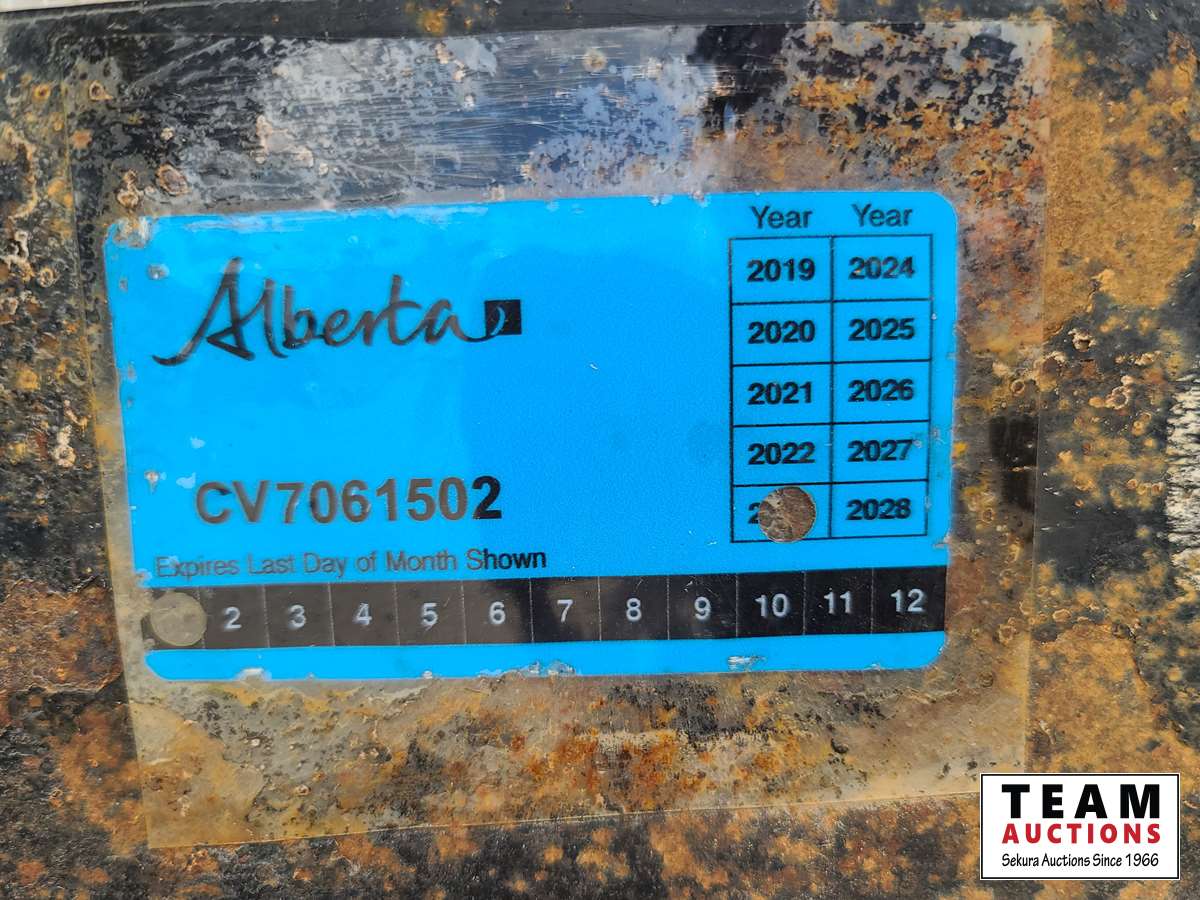 Alberta
Year Year
2019 2024
2020 2025
2021 2026
2022 2027
2028
CV7061502
Expires Last Day of Month Shown
2 3 4 5 6 7 8 9 10 11 12
TEAM
AUCTIONS
Sekura Auctions Since 1966